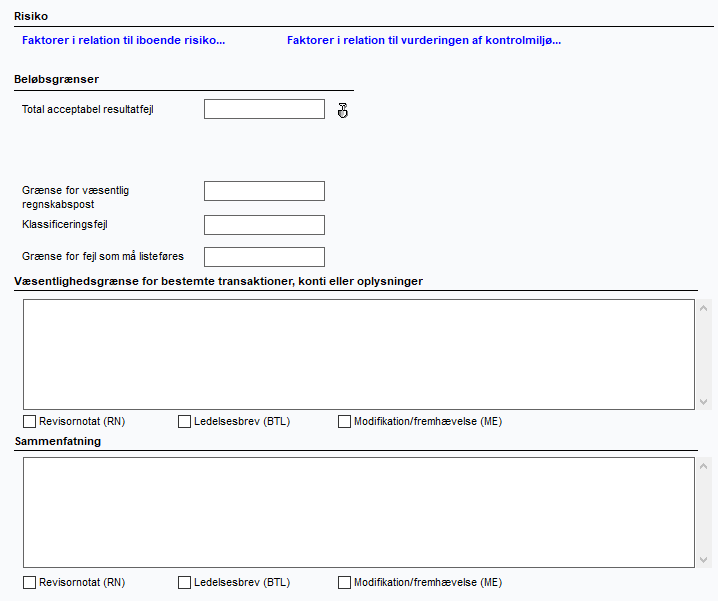 Risiko
Faktorer i relation til iboende risiko... Faktorer i relation til vurderingen af kontrolmiljø...
Beløbsgrænser
Total acceptabel resultatfejl
Grænse for væsentlig
regnskabspost
Klassificeringsfejl
Grænse for fejl som må listeføres
Væsentlighedsgrænse for bestemte transaktioner, konti eller oplysninger
Revisornotat (RN) Ledelsesbrev (BTL) Modifikation/fremhævelse (ME)
Sammenfatning
Revisornotat (RN) Ledelsesbrev (BTL) Modifikation/fremhævelse (ME)